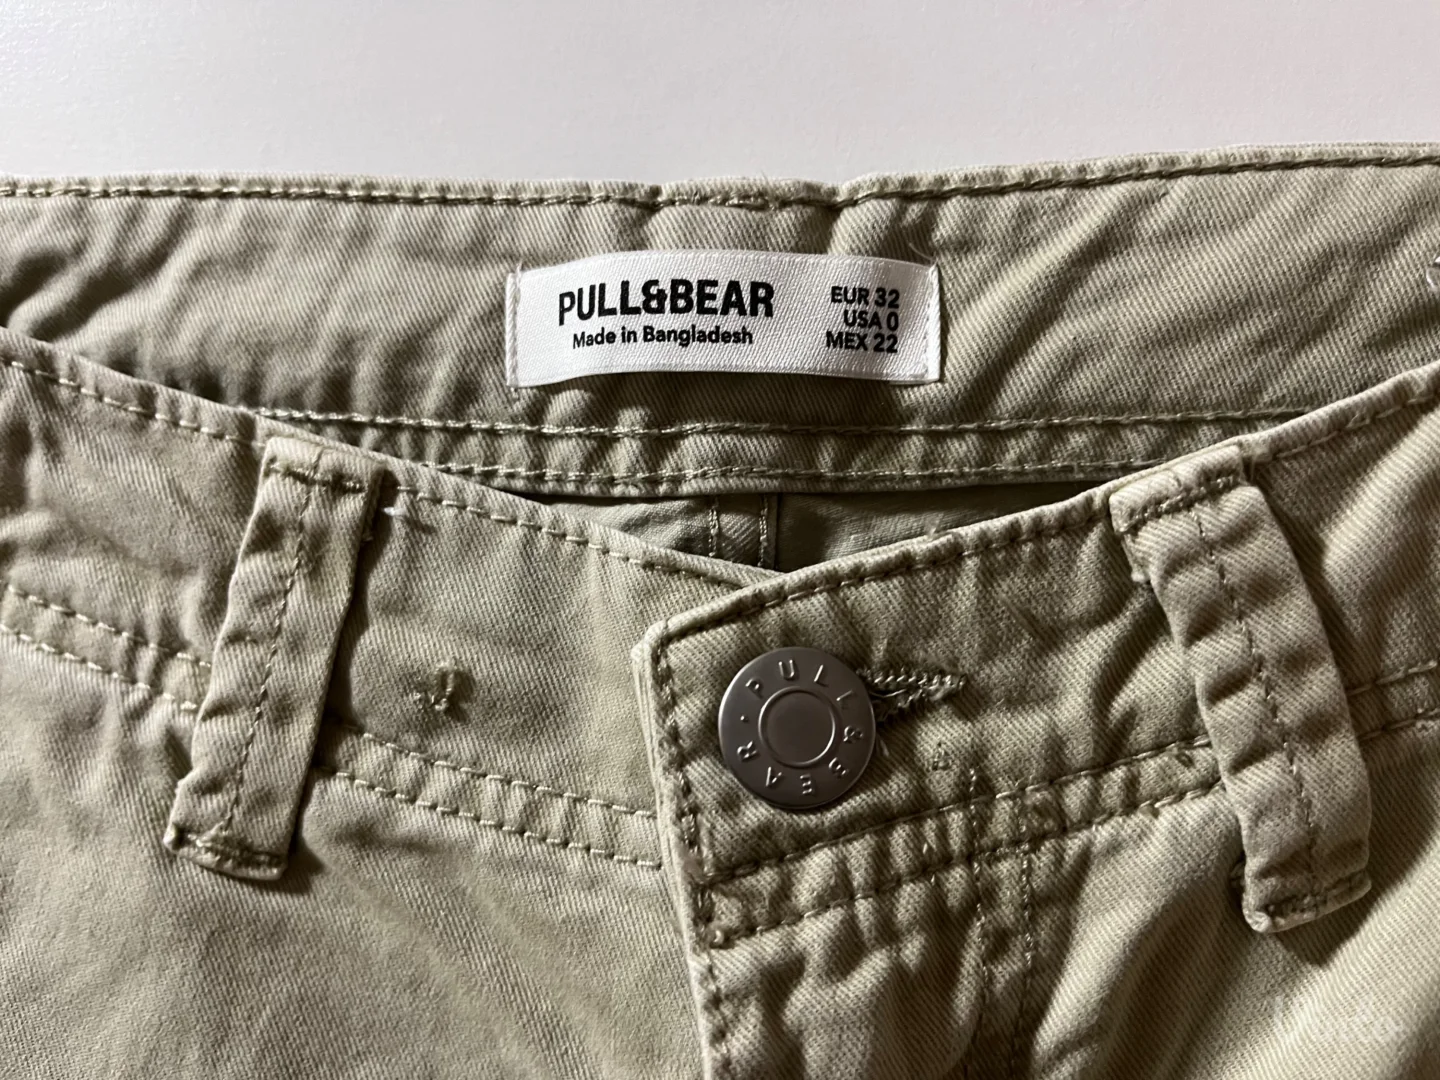 PULL&BEAR
Made in Bangladesh
EUR 32
USA 0
MEX 22
PULL & BEAR ·